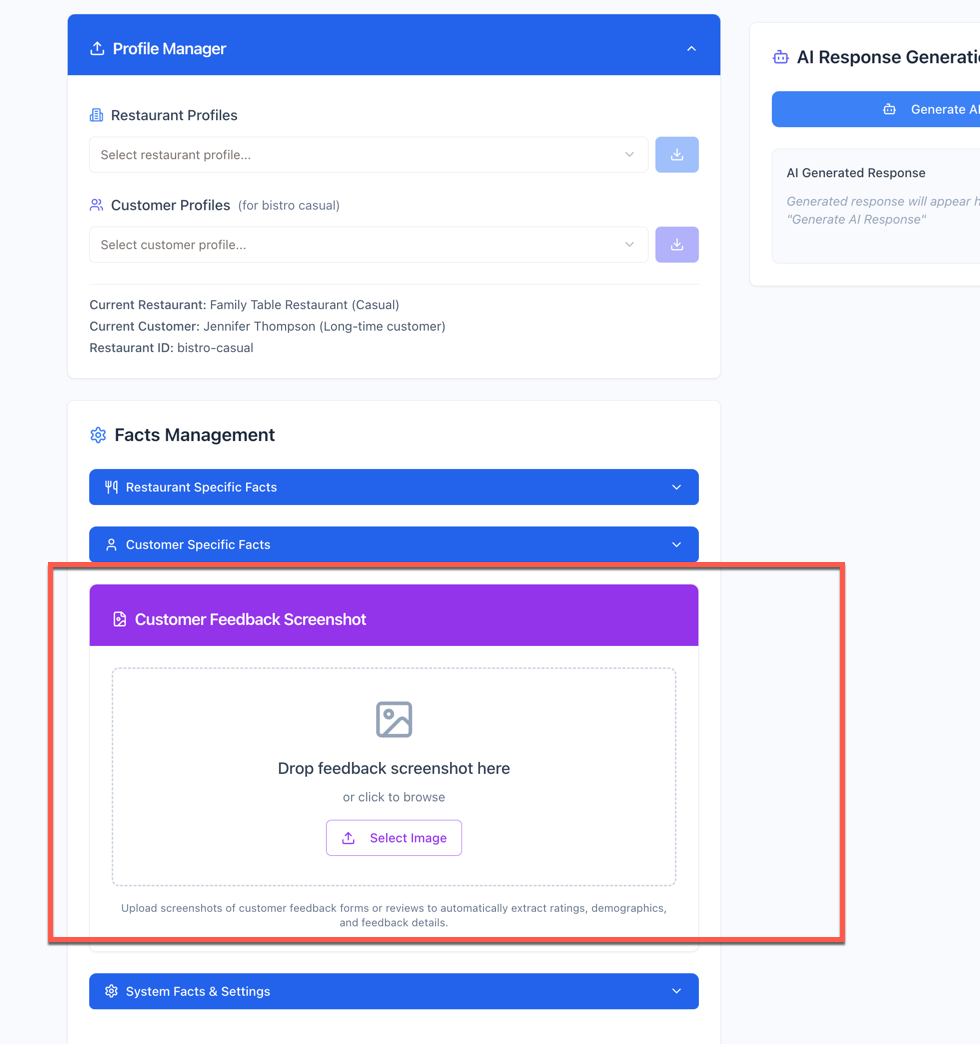 Profile Manager
Restaurant Profiles
Select restaurant profile...
Customer Profiles (for bistro casual)
Select customer profile...
Current Restaurant: Family Table Restaurant (Casual)
Current Customer: Jennifer Thompson (Long-time customer)
Restaurant ID: bistro-casual
Facts Management
Restaurant Specific Facts
Customer Specific Facts
Customer Feedback Screenshot
Drop feedback screenshot here
or click to browse
Select Image
Upload screenshots of customer feedback forms or reviews to automatically extract ratings, demographics,
and feedback details.
System Facts & Settings
AI Response Generati
Generate AI
AI Generated Response
Generated response will appear h
"Generate AI Response"